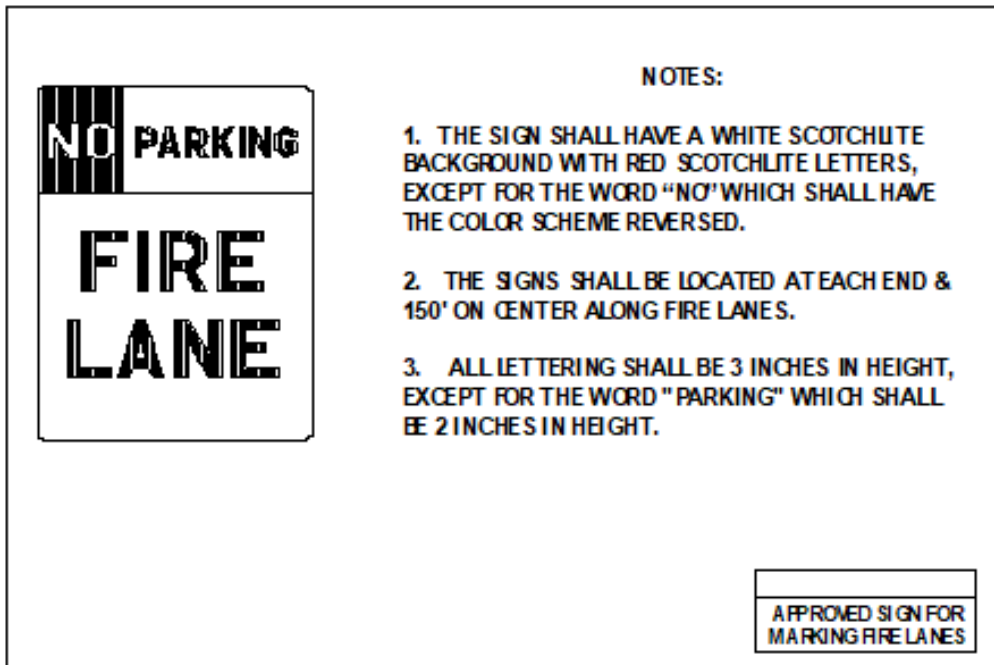 NO PARKING
FIRE
LANE
NOTES:
1. THE SIGN SHALL HAVE A WHITE SCOTCHLITE
BACKGROUND WITH RED SCOTCHLITE LETTERS,
EXCEPT FOR THE WORD “NO” WHICH SHALL HAVE
THE COLOR SCHEME REVERSED.
2. THE SIGNS SHALL BE LOCATED AT EACH END &
150' ON CENTER ALONG FIRE LANES.
3. ALL LETTERING SHALL BE 3 INCHES IN HEIGHT,
EXCEPT FOR THE WORD "PARKING" WHICH SHALL
BE 2 INCHES IN HEIGHT.
APPROVED SIGN FOR
MARKING FIRE LANES